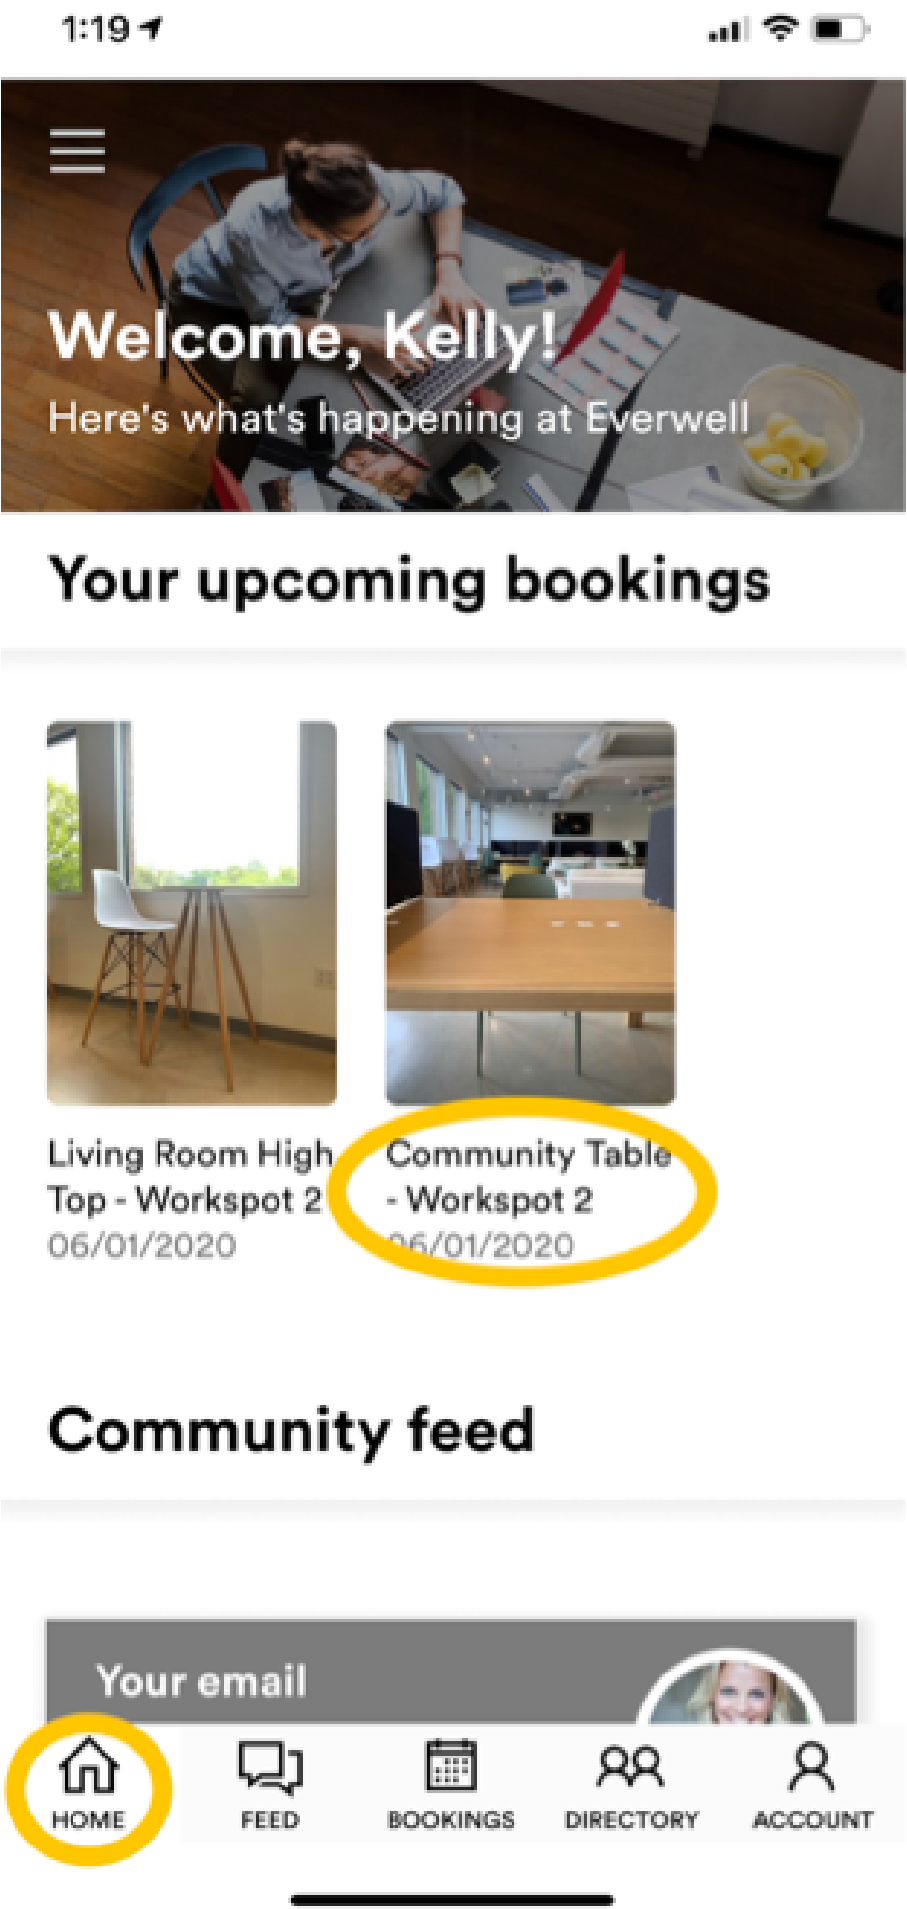 1:19
Welcome, Kelly!
Here's what's happening at Everwell
Your upcoming bookings
Living Room High
Top - Workspot 2
06/01/2020
Community Table
- Workspot 2
06/01/2020
Community feed
Your email
HOME
FEED
BOOKINGS
DIRECTORY
ACCOUNT